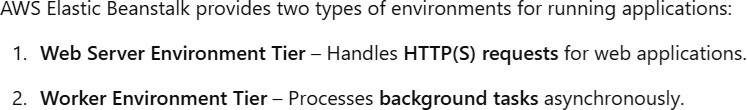 AWS Elastic Beanstalk provides two types of environments for running applications:
1. Web Server Environment Tier – Handles HTTP(S) requests for web applications.
2. Worker Environment Tier – Processes background tasks asynchronously.